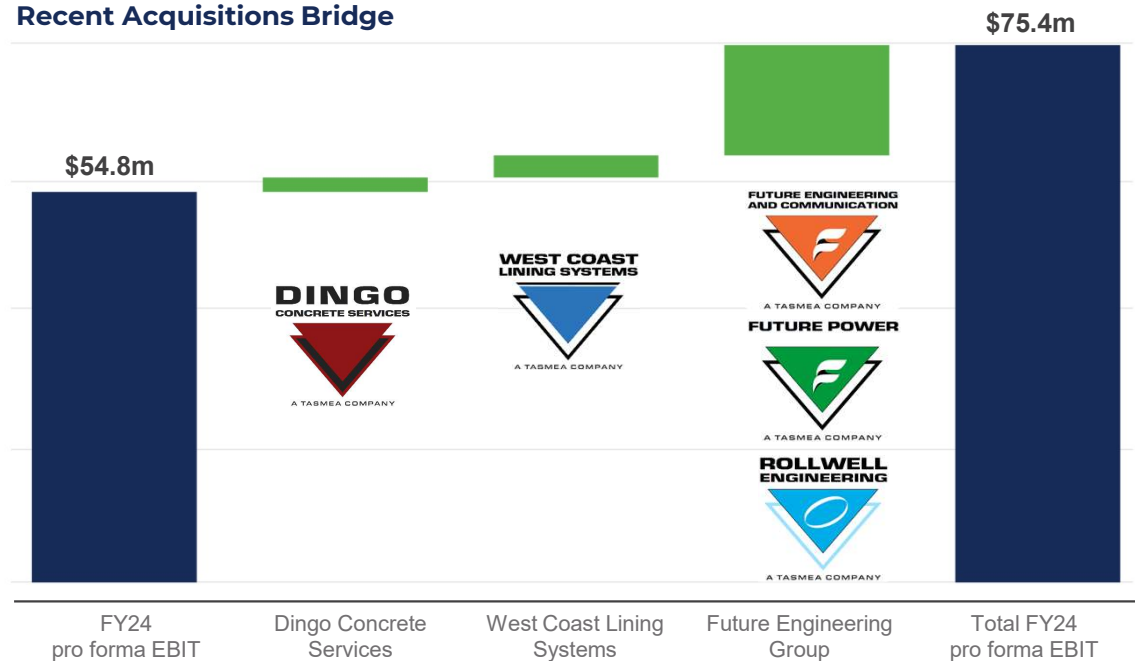 Recent Acquisitions Bridge
$75.4m
$54.8m
DINGO
CONCRETE SERVICES
A TASMEA COMPANY
WEST COAST
LINING SYSTEMS
A TASMEA COMPANY
FUTURE ENGINEERING
AND COMMUNICATION
A TASMEA COMPANY
FUTURE POWER
A TASMEA COMPANY
ROLLWELL
ENGINEERING
A TASMEA COMPANY
FY24
pro forma EBIT
Dingo Concrete
Services
West Coast Lining
Systems
Future Engineering
Group
Total FY24
pro forma EBIT